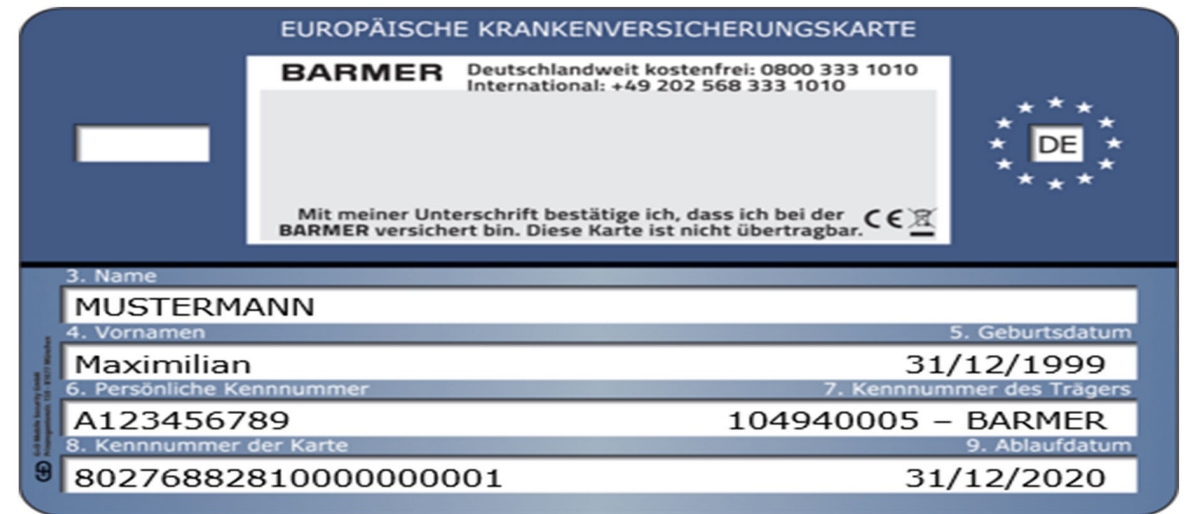 EUROPÄISCHE KRANKENVERSICHERUNGSKARTE
BARMER Deutschlandweit kostenfrei: 0800 333 1010
International: +49 202 568 333 1010
DE
Mit meiner Unterschrift bestätige ich, dass ich bei der
BARMER versichert bin. Diese Karte ist nicht übertragbar. CE
3. Name
MUSTERMANN
4. Vornamen 5. Geburtsdatum
Maximilian 31/12/1999
6. Persönliche Kennnummer 7. Kennnummer des Trägers
A123456789 104940005 – BARMER
8. Kennnummer der Karte 9. Ablaufdatum
80276882810000000001 31/12/2020